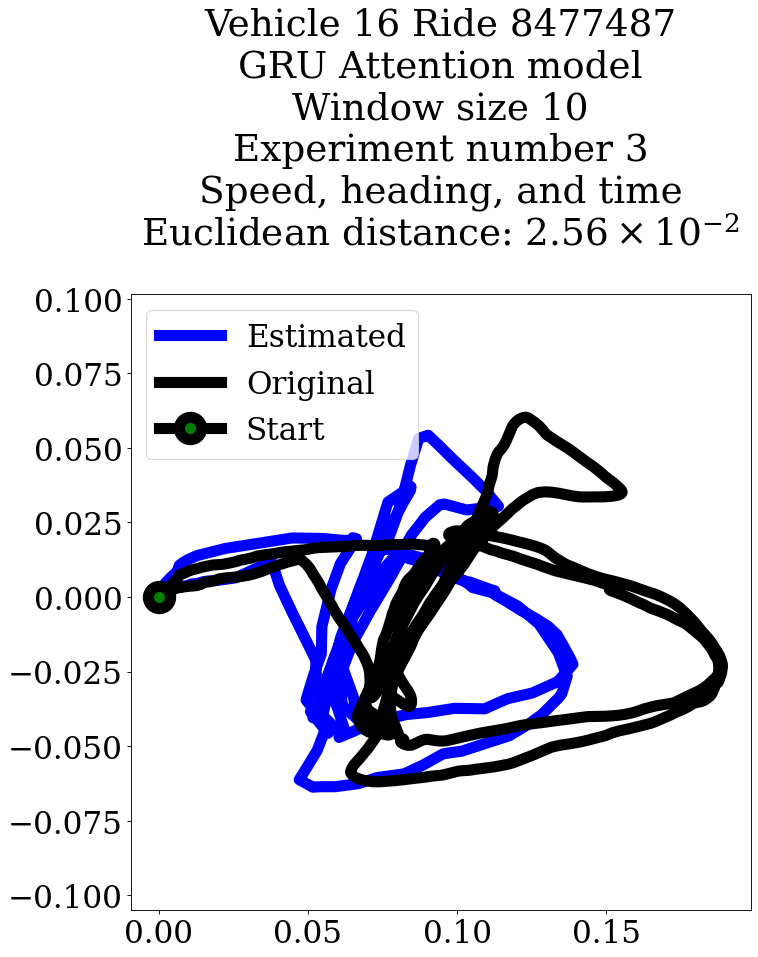 Vehicle 16 Ride 8477487
GRU Attention model
Window size 10
Experiment number 3
Speed, heading, and time
Euclidean distance: 2.56 × 10⁻²
0.100
0.075
0.050
0.025
0.000
−0.025
−0.050
−0.075
−0.100
Estimated
Original
Start
0.00 0.05 0.10 0.15